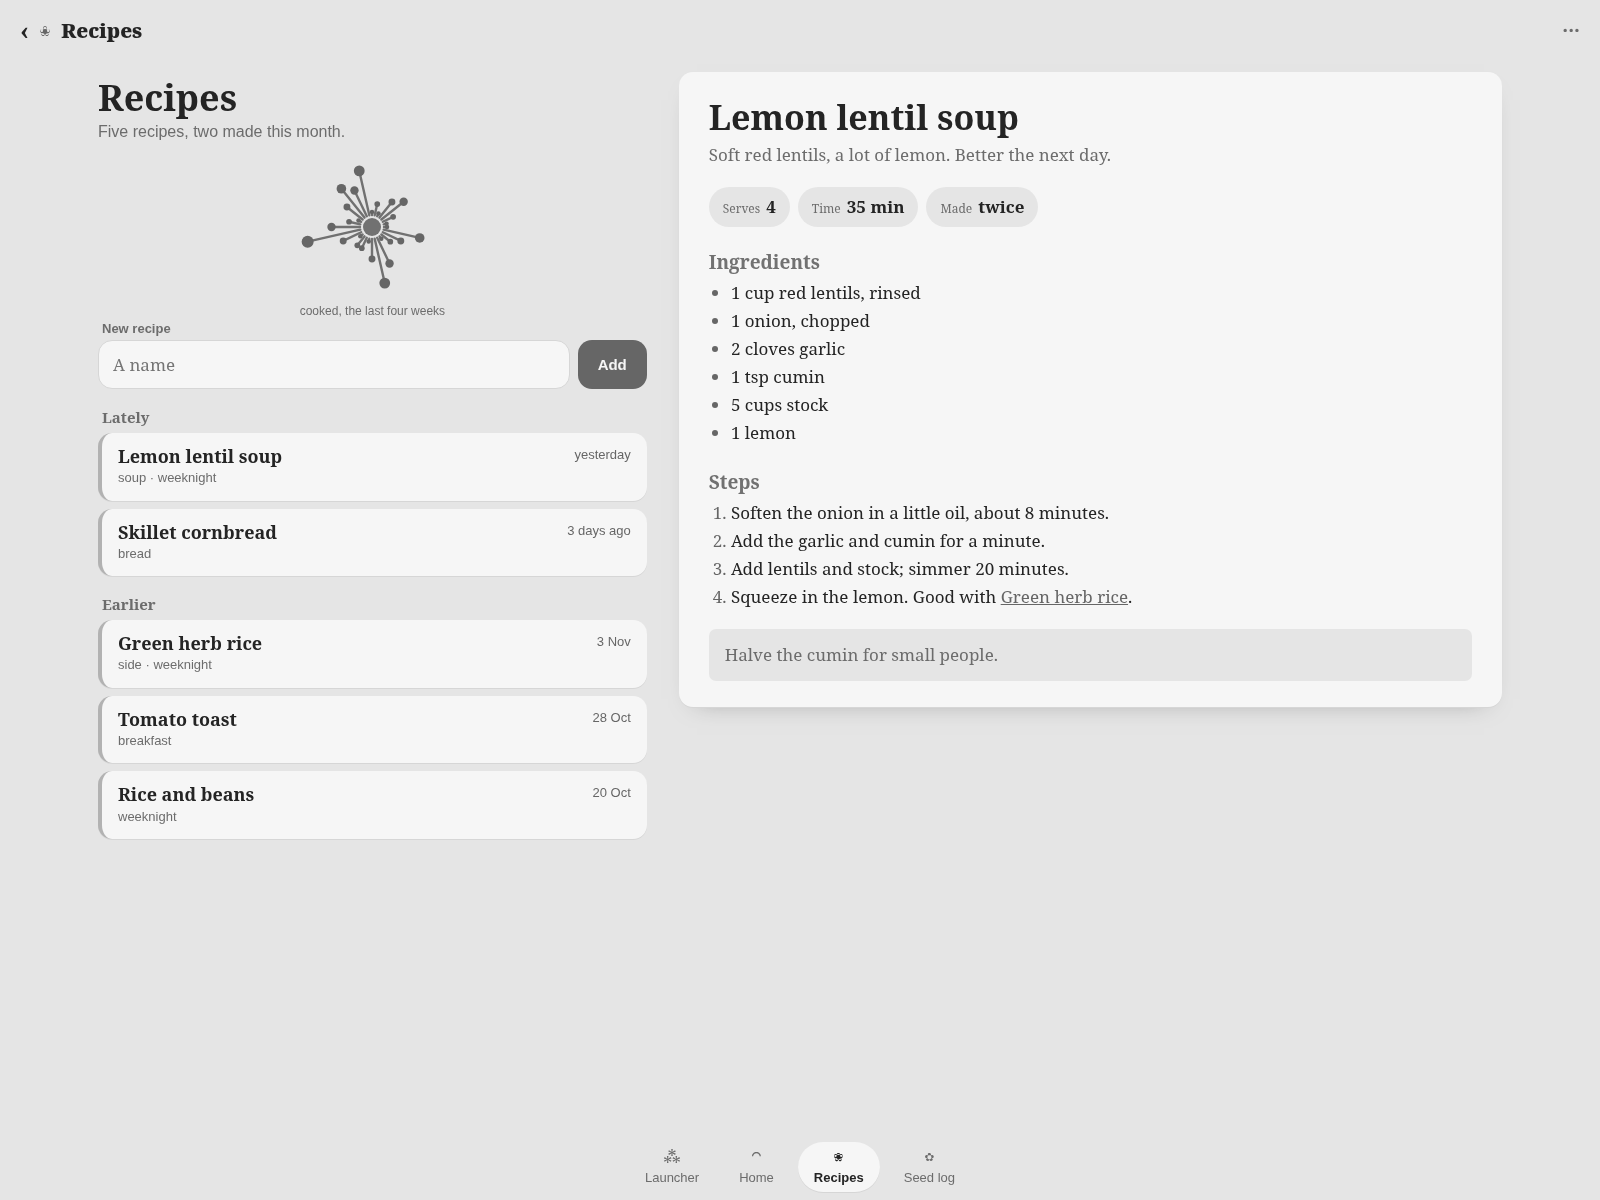 Recipes
Recipes
Five recipes, two made this month.
cooked, the last four weeks
New recipe
A name
Add
Lately
Lemon lentil soup
yesterday
soup · weeknight
Skillet cornbread
3 days ago
bread
Earlier
Green herb rice
3 Nov
side · weeknight
Tomato toast
28 Oct
breakfast
Rice and beans
20 Oct
weeknight
Lemon lentil soup
Soft red lentils, a lot of lemon. Better the next day.
Serves 4
Time 35 min
Made twice
Ingredients
• 1 cup red lentils, rinsed
• 1 onion, chopped
• 2 cloves garlic
• 1 tsp cumin
• 5 cups stock
• 1 lemon
Steps
1. Soften the onion in a little oil, about 8 minutes.
2. Add the garlic and cumin for a minute.
3. Add lentils and stock; simmer 20 minutes.
4. Squeeze in the lemon. Good with Green herb rice.
Halve the cumin for small people.
Launcher
Home
Recipes
Seed log